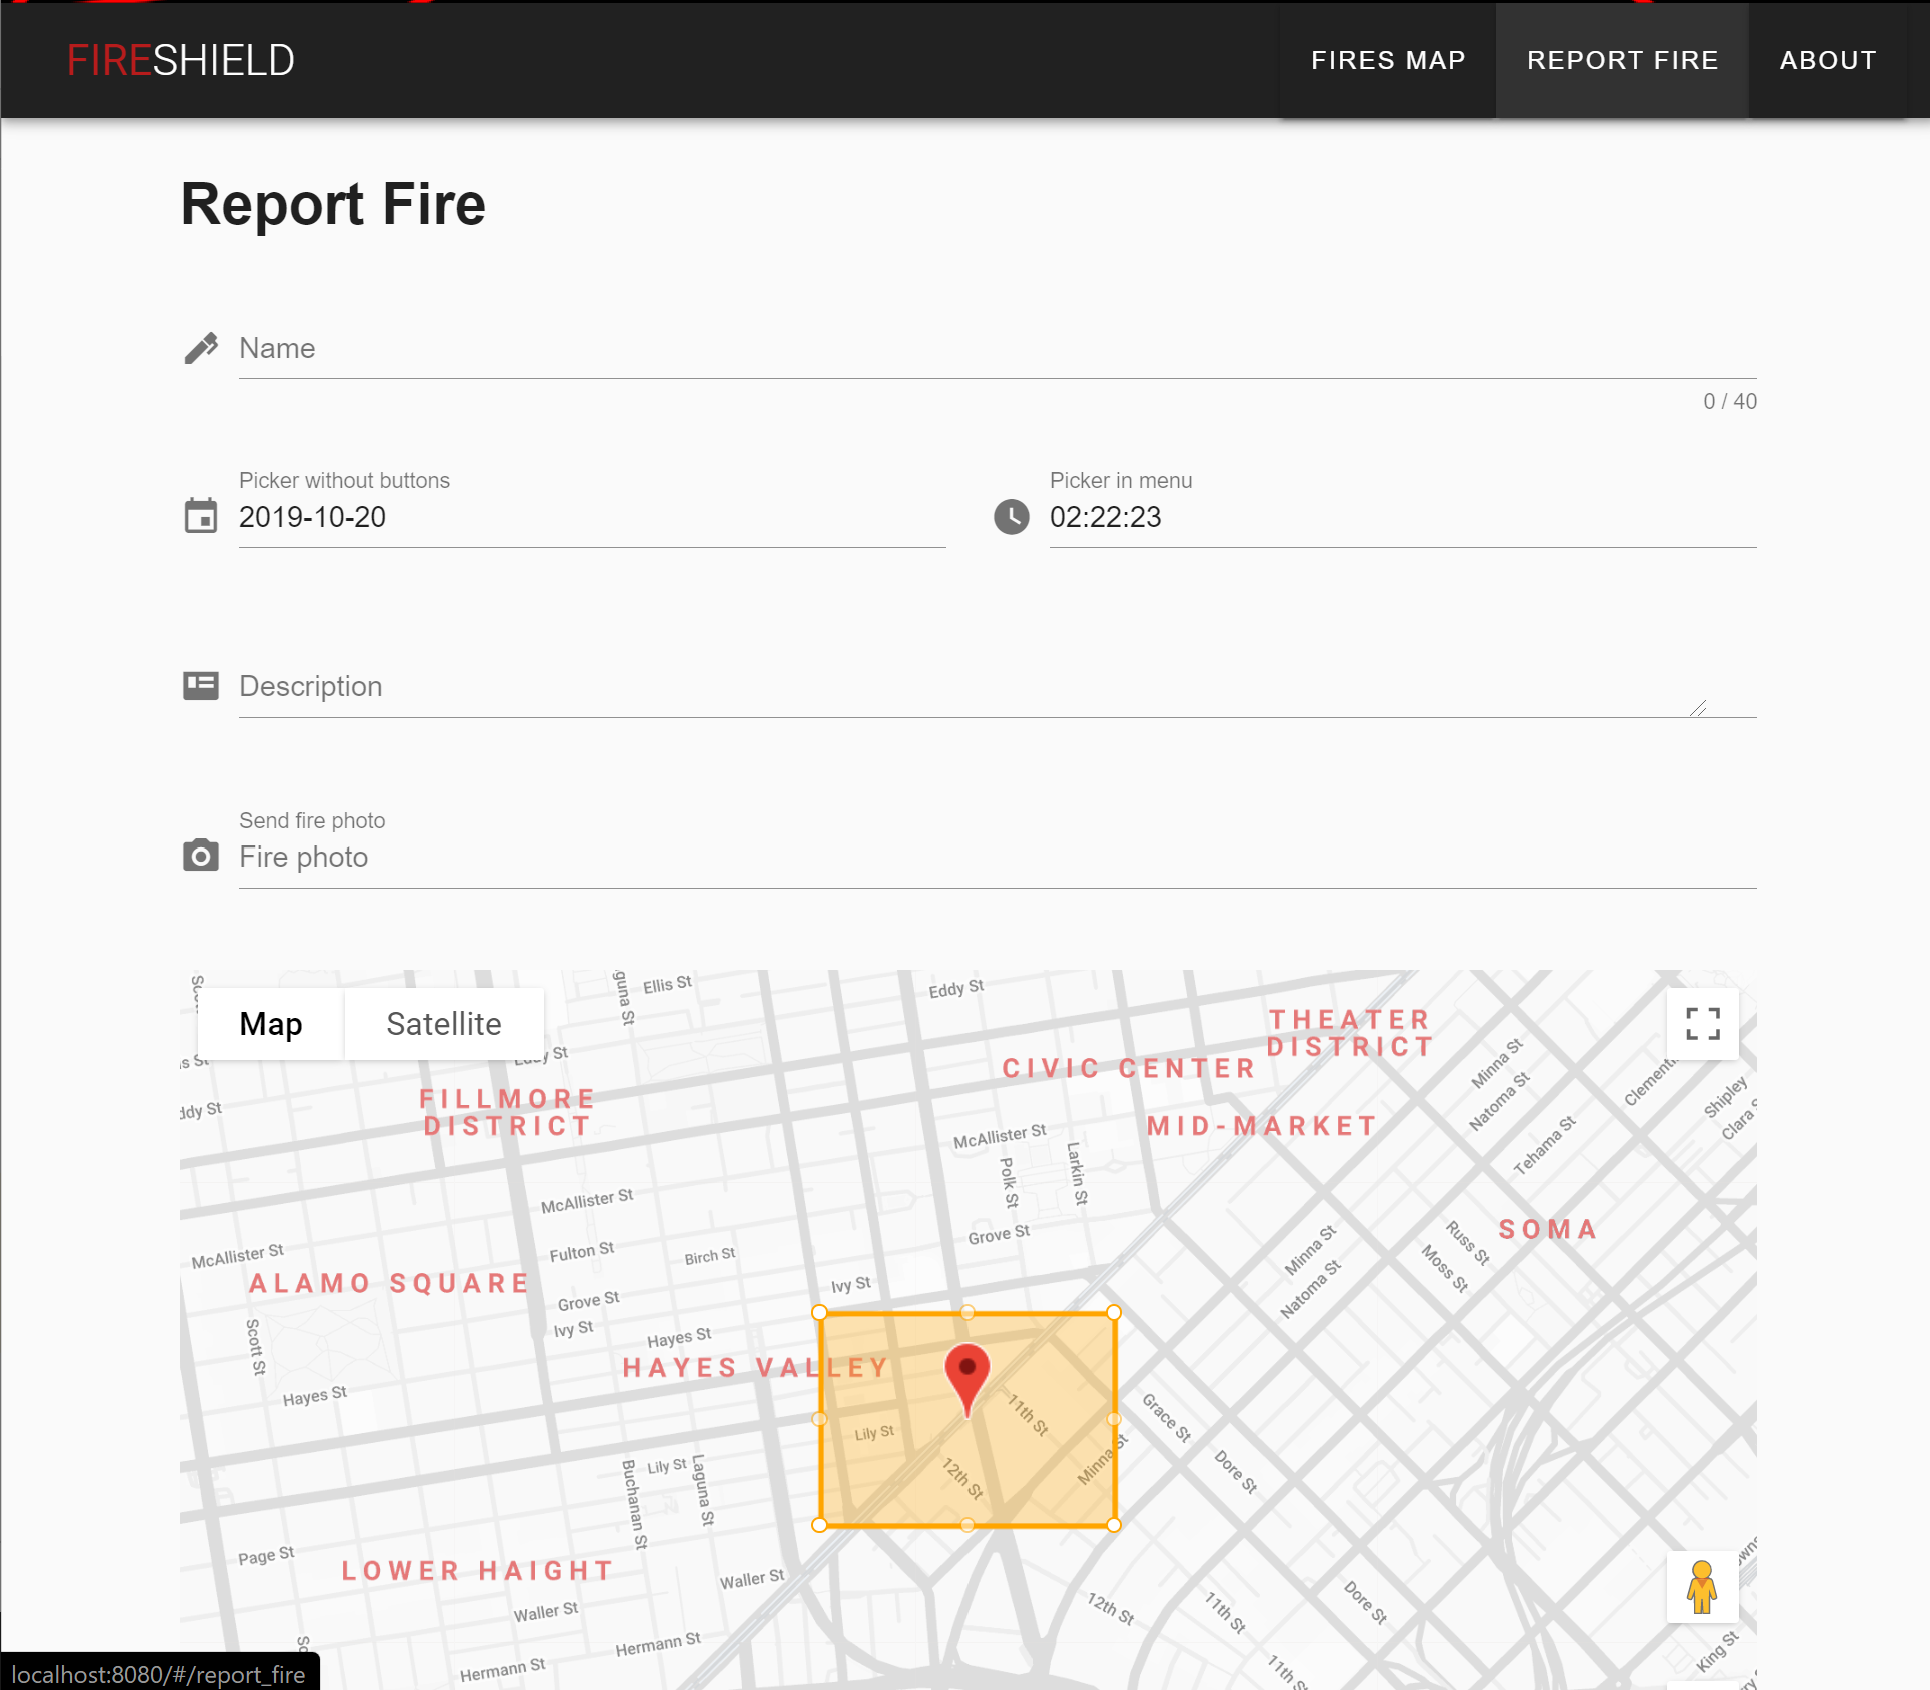 FIRESHIELD
FIRES MAP
REPORT FIRE
ABOUT
Report Fire
Name
0 / 40
Picker without buttons
2019-10-20
Picker in menu
02:22:23
Description
Send fire photo
Fire photo
Map
Satellite
Ellis St
Eddy St
THEATER
DISTRICT
CIVIC CENTER
Eddy St
Minna St
Natoma St
Clementina
Shipley
Clara S
FILLMORE
DISTRICT
ddy St
MID-MARKET
McAllister St
Tehama St
Polk St
Larkin St
McAllister St
Grove St
SOMA
Fulton St
Birch St
McAllister St
Minna St
Natoma St
Russ St
Moss St
ALAMO SQUARE
Ivy St
Grove St
Ivy St
Hayes St
Scott St
HAYES VALLEY
Hayes St
11th St
Grace St
Lily St
Minna St
12th St
Dore St
Lily St
Laguna St
Buchanan St
Page St
LOWER HAIGHT
Waller St
Waller St
12th St
11th St
Dore St
Hermann St
Hermann St
King St
11th St
localhost:8080/#/report_fire